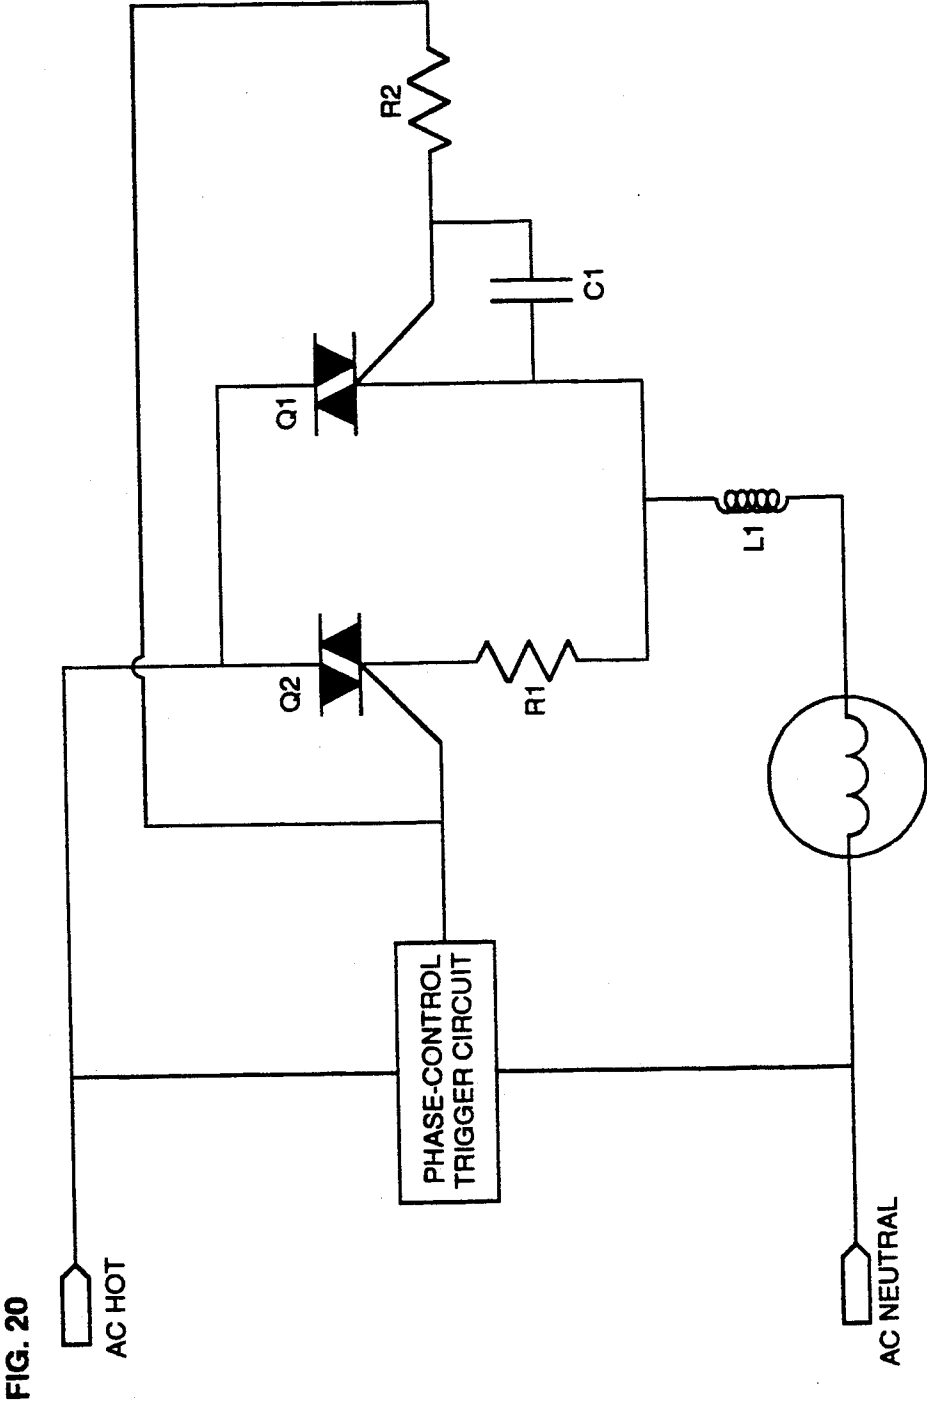 FIG. 20
AC HOT
PHASE-CONTROL
TRIGGER CIRCUIT
Q2
Q1
R2
C1
R1
L1
AC NEUTRAL